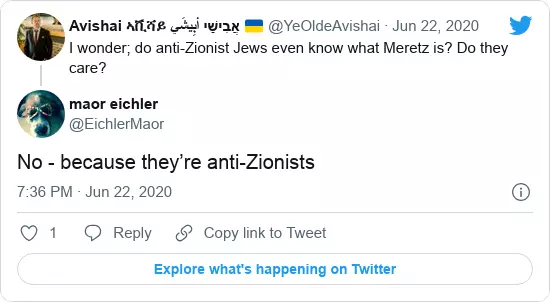 Avishai አቪሻይ أَبِيشَي אֲבִישַׁי 🇺🇦 @YeOldeAvishai · Jun 22, 2020
I wonder; do anti-Zionist Jews even know what Meretz is? Do they
care?
maor eichler
@EichlerMaor
No - because they’re anti-Zionists
7:36 PM · Jun 22, 2020
1 Reply Copy link to Tweet
Explore what's happening on Twitter